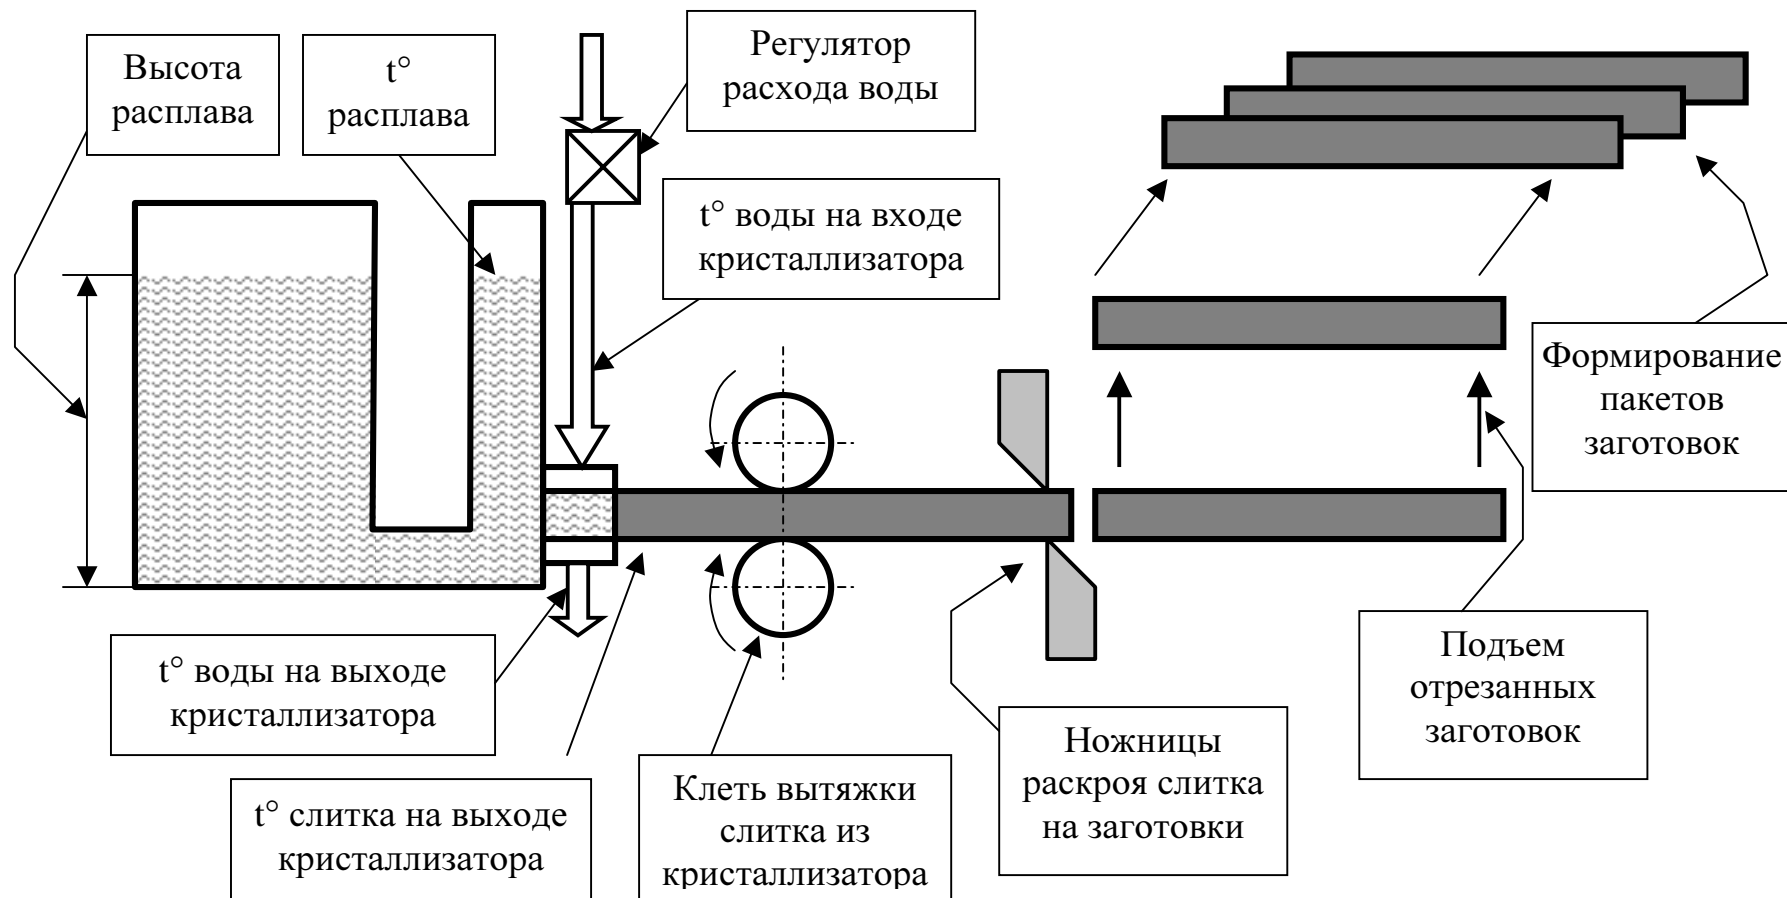 Высота
расплава
t°
расплава
Регулятор
расхода воды
t° воды на входе
кристаллизатора
Формирование
пакетов
заготовок
t° воды на выходе
кристаллизатора
t° слитка на выходе
кристаллизатора
Клеть вытяжки
слитка из
кристаллизатора
Ножницы
раскроя слитка
на заготовки
Подъем
отрезанных
заготовок